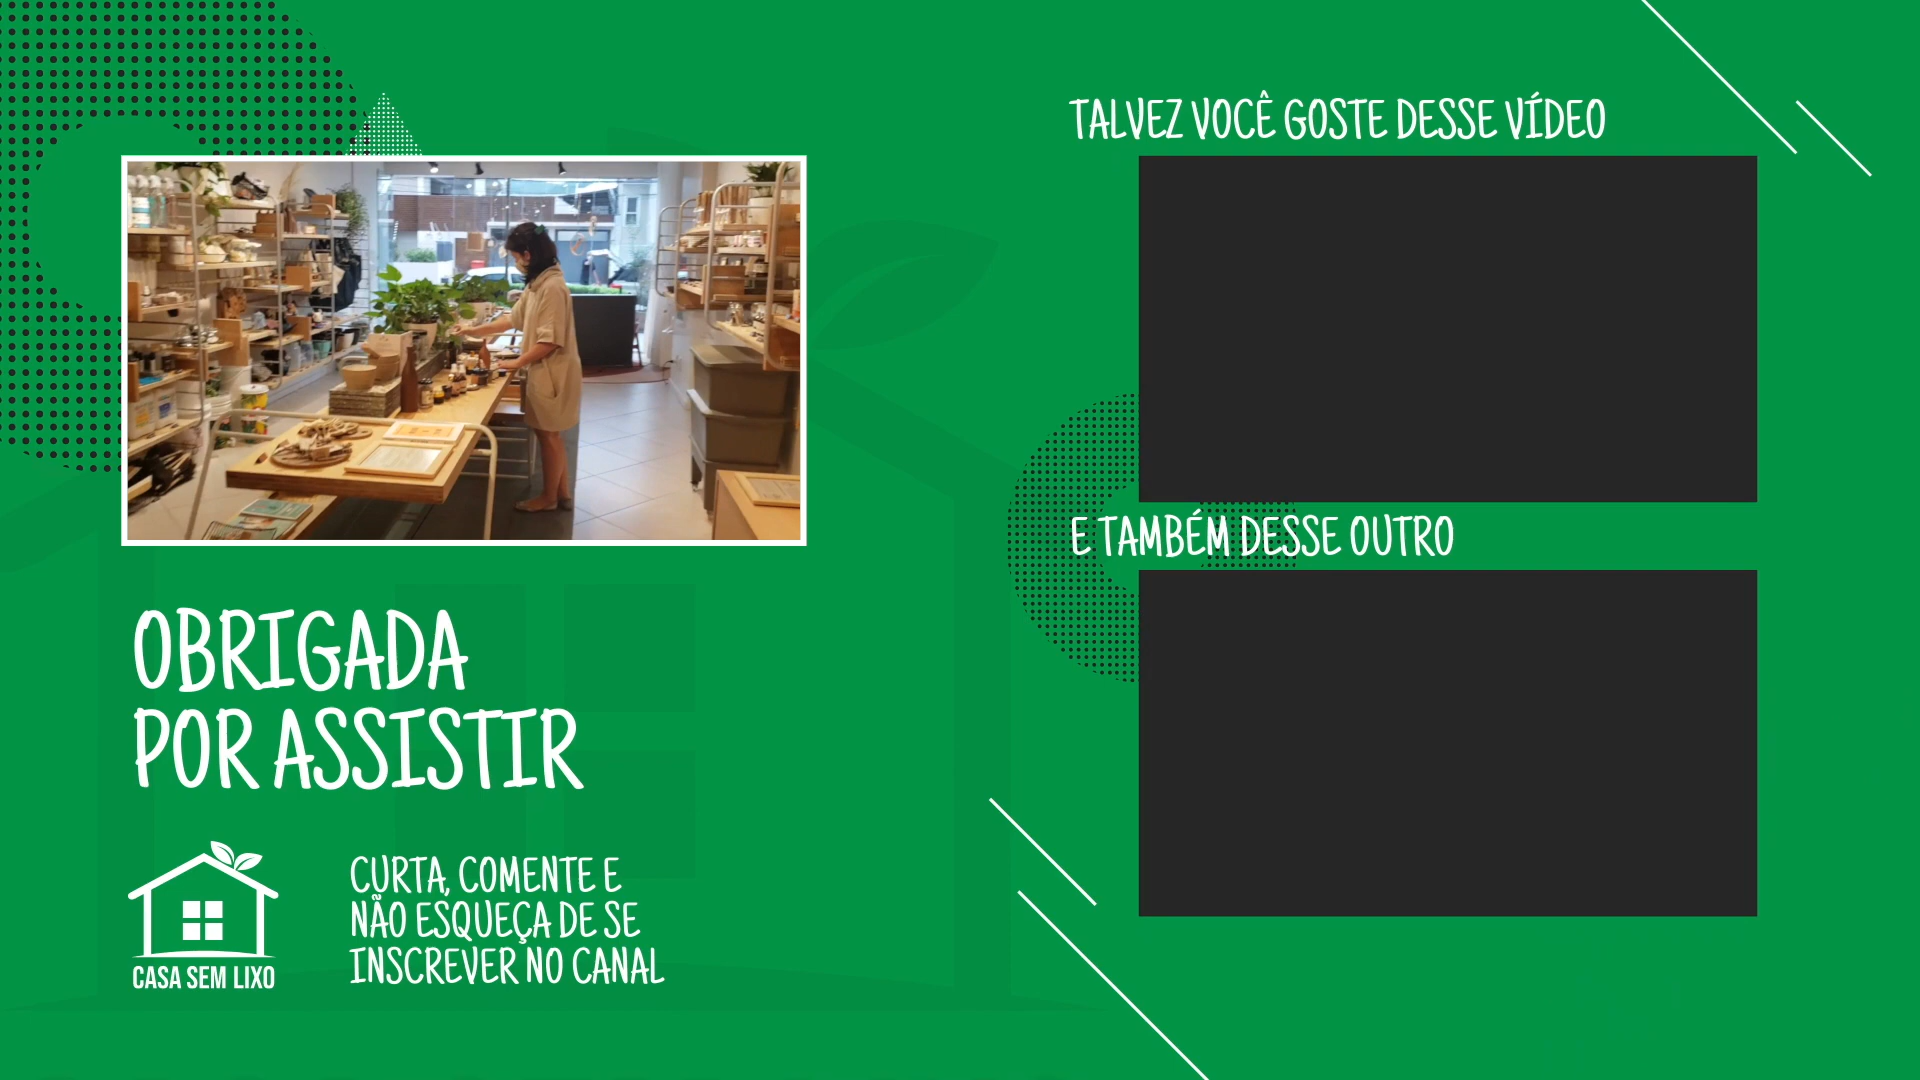 TALVEZ VOCÊ GOSTE DESSE VÍDEO
E TAMBÉM DESSE OUTRO
OBRIGADA
POR ASSISTIR
CURTA, COMENTE E
NÃO ESQUEÇA DE SE
INSCREVER NO CANAL
CASA SEM LIXO